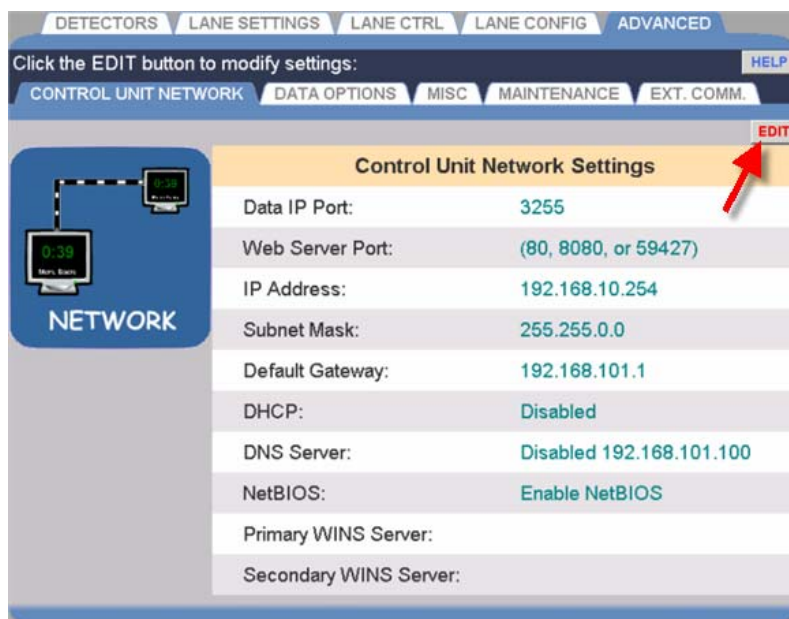 DETECTORS LANE SETTINGS LANE CTRL LANE CONFIG ADVANCED
Click the EDIT button to modify settings: HELP
CONTROL UNIT NETWORK DATA OPTIONS MISC MAINTENANCE EXT. COMM.
EDIT
Control Unit Network Settings
Data IP Port: 3255
Web Server Port: (80, 8080, or 59427)
IP Address: 192.168.10.254
Subnet Mask: 255.255.0.0
Default Gateway: 192.168.101.1
DHCP: Disabled
DNS Server: Disabled 192.168.101.100
NetBIOS: Enable NetBIOS
Primary WINS Server:
Secondary WINS Server:
0:39
0:39
NETWORK